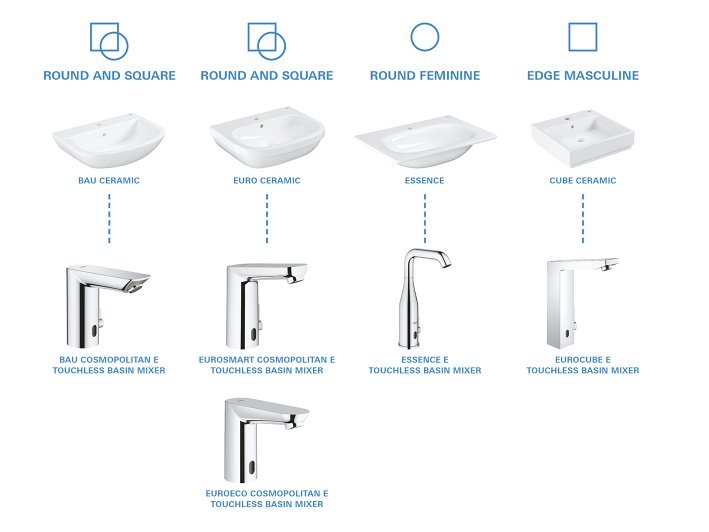 ROUND AND SQUARE
ROUND AND SQUARE
ROUND FEMININE
EDGE MASCULINE
BAU CERAMIC
EURO CERAMIC
ESSENCE
CUBE CERAMIC
BAU COSMOPOLITAN E
TOUCHLESS BASIN MIXER
EUROSMART COSMOPOLITAN E
TOUCHLESS BASIN MIXER
ESSENCE E
TOUCHLESS BASIN MIXER
EUROCUBE E
TOUCHLESS BASIN MIXER
EUROECO COSMOPOLITAN E
TOUCHLESS BASIN MIXER